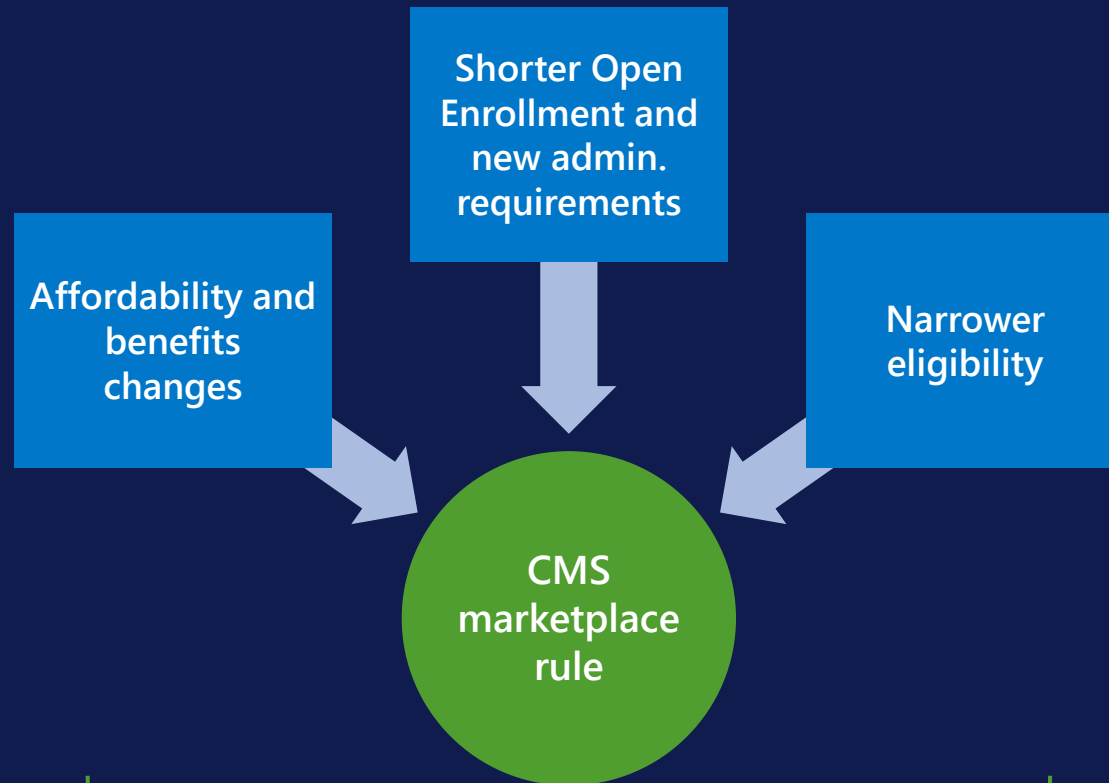 Shorter Open
Enrollment and
new admin.
requirements
Affordability and
benefits
changes
Narrower
eligibility
CMS
marketplace
rule